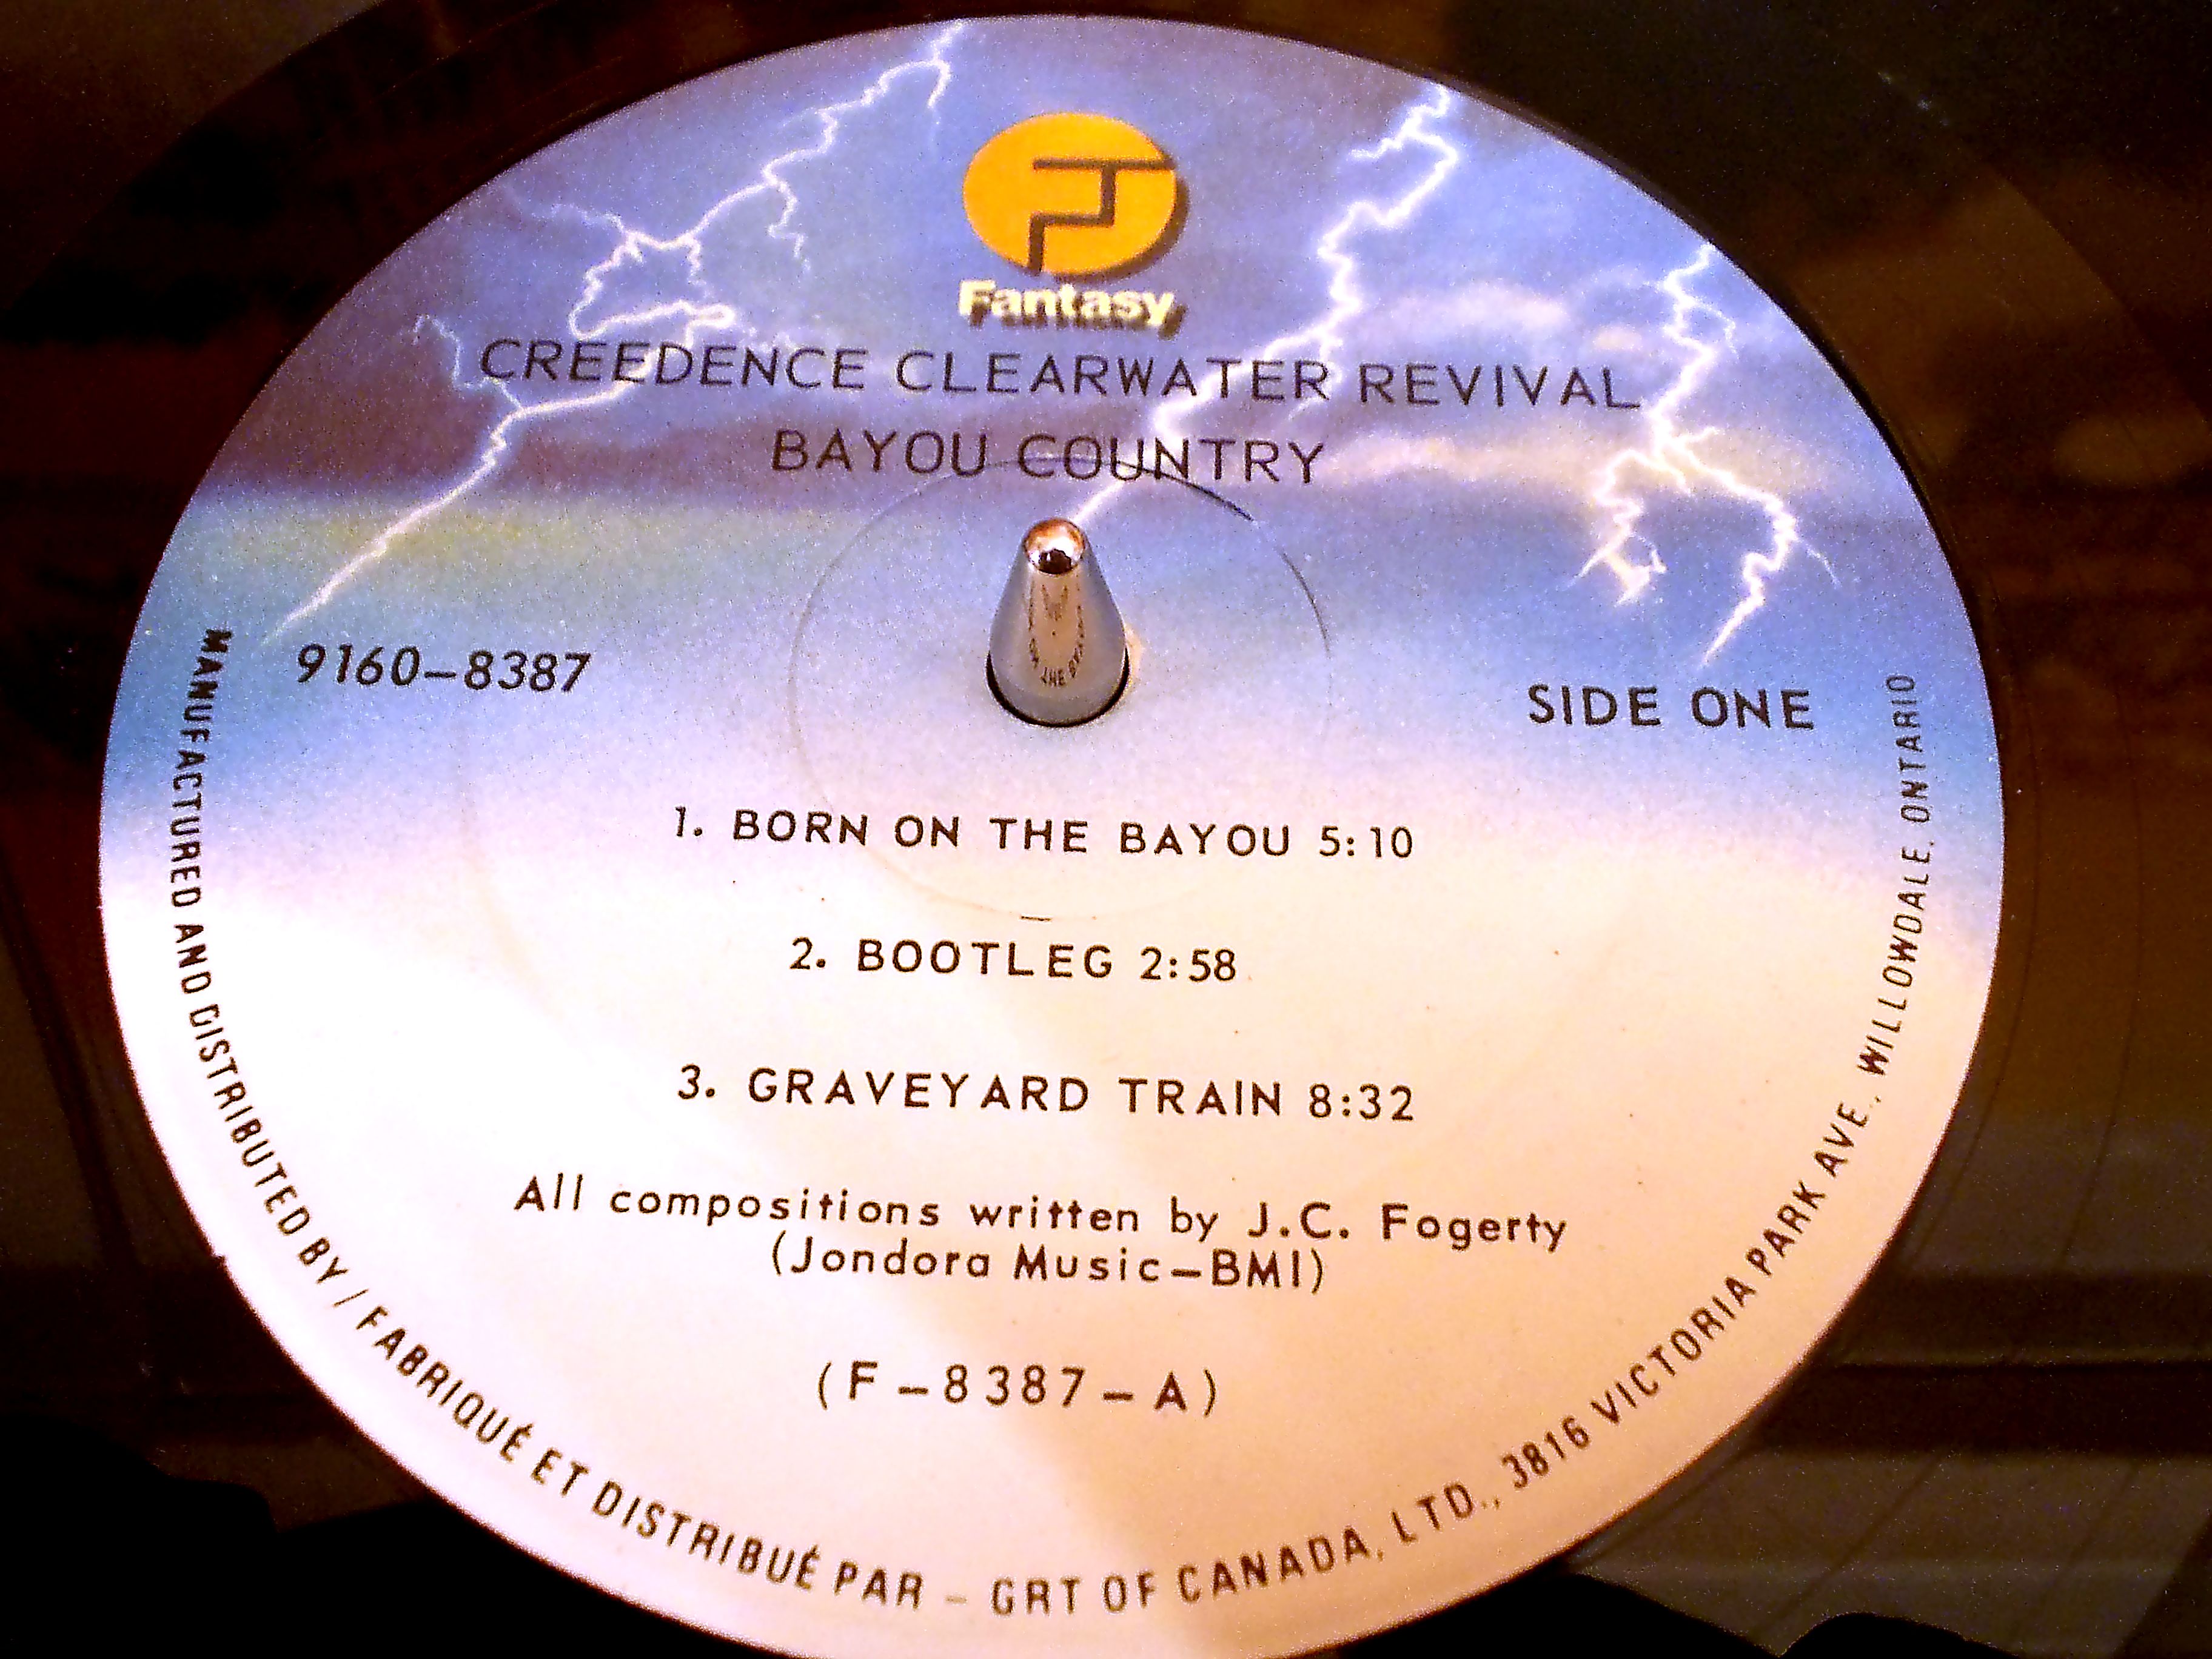 Fantasy
CREEDENCE CLEARWATER REVIVAL
BAYOU COUNTRY
9160-8387
SIDE ONE
1. BORN ON THE BAYOU 5:10
2. BOOTLEG 2:58
3. GRAVEYARD TRAIN 8:32
All compositions written by J.C. Fogerty
(Jondora Music-BMI)
(F-8387-A)
MANUFACTURED AND DISTRIBUTED BY / FABRIQUÉ ET DISTRIBUÉ PAR - GRT OF CANADA, LTD., 3816 VICTORIA PARK AVE., WILLOWDALE, ONTARIO